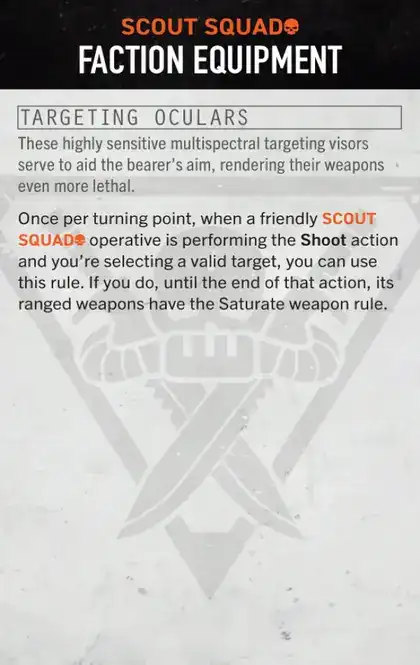 SCOUT SQUAD
FACTION EQUIPMENT
TARGETING OCULARS
These highly sensitive multispectral targeting visors
serve to aid the bearer's aim, rendering their weapons
even more lethal.
Once per turning point, when a friendly SCOUT
SQUAD operative is performing the Shoot action
and you're selecting a valid target, you can use
this rule. If you do, until the end of that action, its
ranged weapons have the Saturate weapon rule.